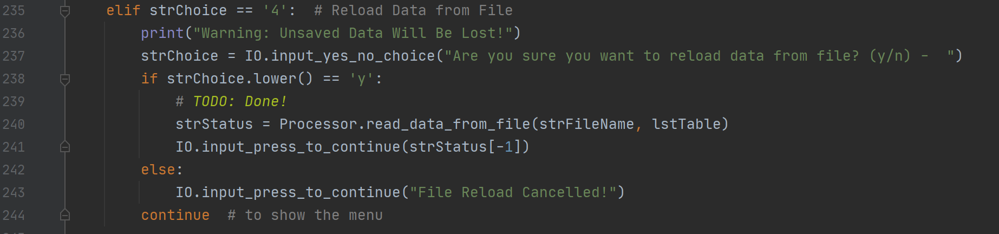 235 elif strChoice == '4':  # Reload Data from File
236 print("Warning: Unsaved Data Will Be Lost!")
237 strChoice = IO.input_yes_no_choice("Are you sure you want to reload data from file? (y/n) -  ")
238 if strChoice.lower() == 'y':
239 # TODO: Done!
240 strStatus = Processor.read_data_from_file(strFileName, lstTable)
241 IO.input_press_to_continue(strStatus[-1])
242 else:
243 IO.input_press_to_continue("File Reload Cancelled!")
244 continue  # to show the menu